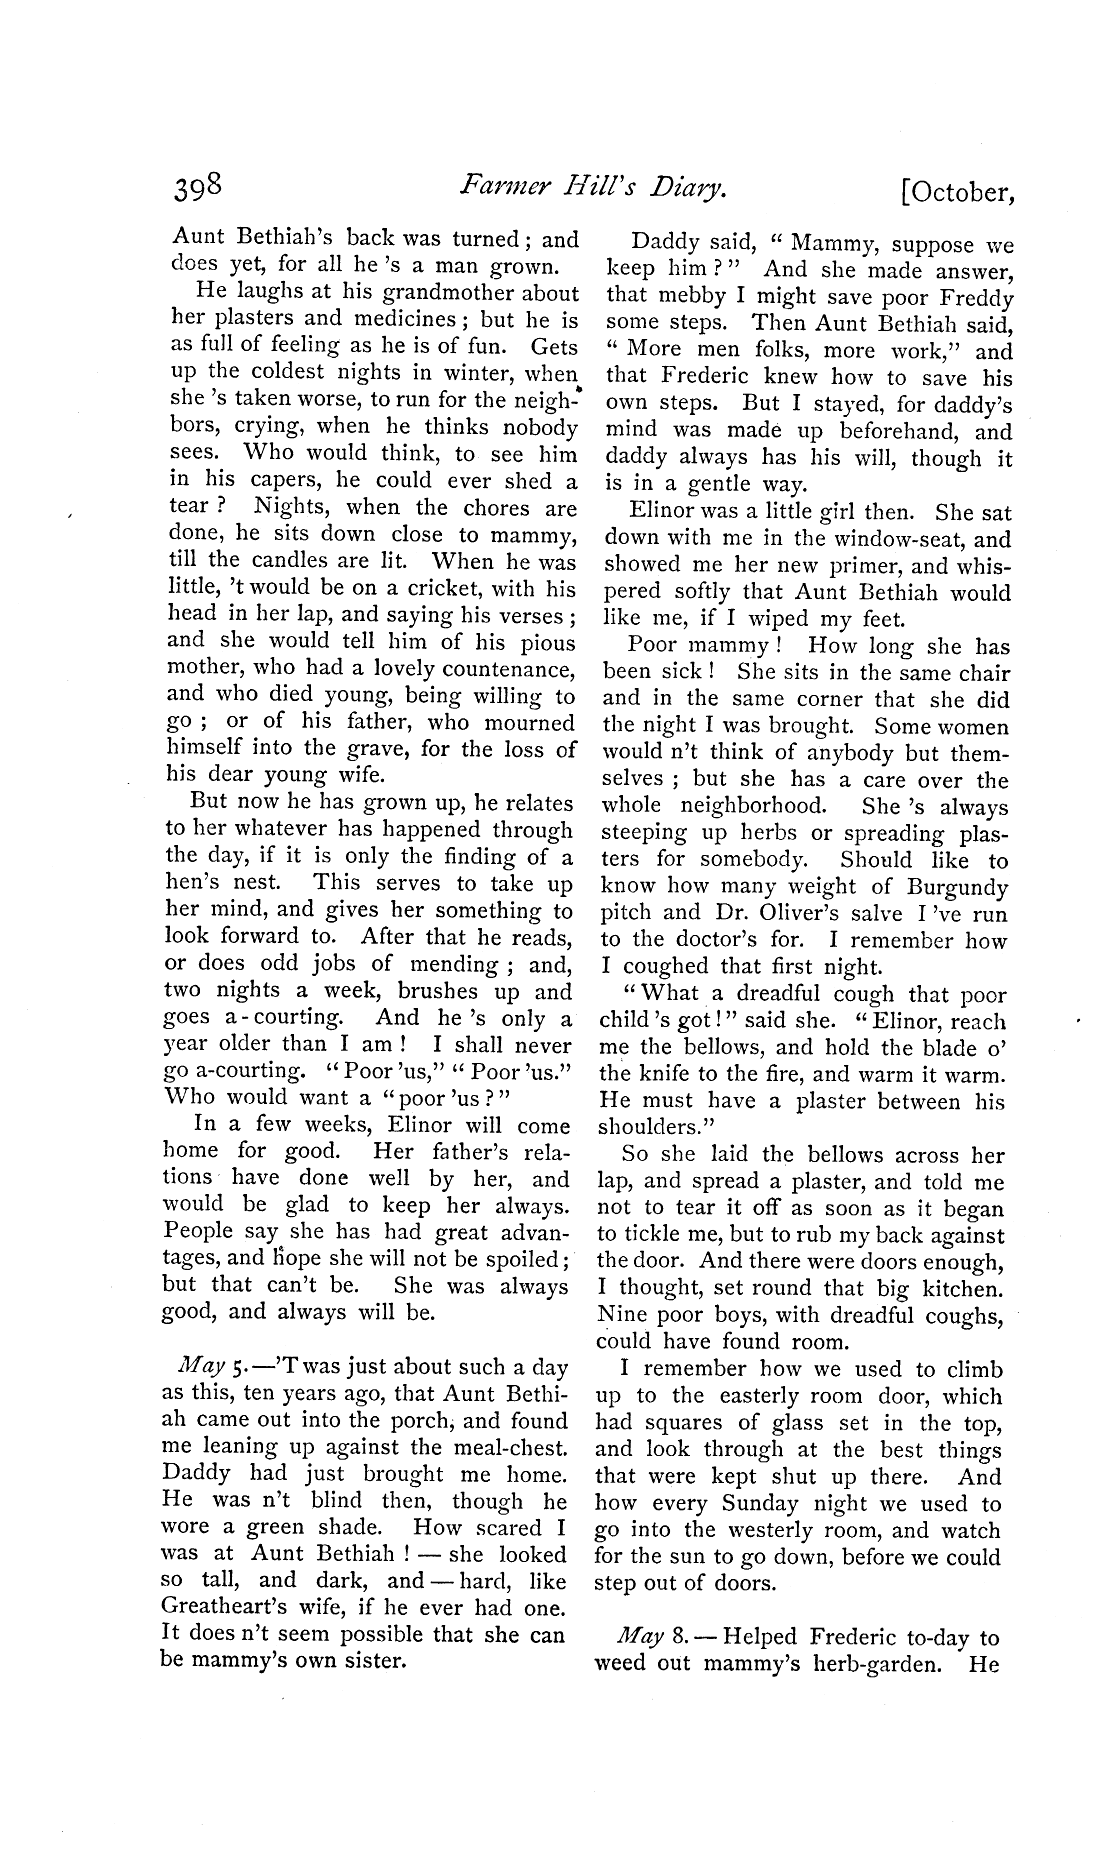 398 Farmer Hill's Diary. [October,
Aunt Bethiah's back was turned; and
does yet, for all he 's a man grown.
He laughs at his grandmother about
her plasters and medicines; but he is
as full of feeling as he is of fun. Gets
up the coldest nights in winter, when
she 's taken worse, to run for the neigh-
bors, crying, when he thinks nobody
sees. Who would think, to see him
in his capers, he could ever shed a
tear? Nights, when the chores are
done, he sits down close to mammy,
till the candles are lit. When he was
little, 't would be on a cricket, with his
head in her lap, and saying his verses;
and she would tell him of his pious
mother, who had a lovely countenance,
and who died young, being willing to
go; or of his father, who mourned
himself into the grave, for the loss of
his dear young wife.
But now he has grown up, he relates
to her whatever has happened through
the day, if it is only the finding of a
hen's nest. This serves to take up
her mind, and gives her something to
look forward to. After that he reads,
or does odd jobs of mending; and,
two nights a week, brushes up and
goes a-courting. And he 's only a
year older than I am! I shall never
go a-courting. "Poor 'us," "Poor 'us."
Who would want a "poor 'us?"
In a few weeks, Elinor will come
home for good. Her father's rela-
tions have done well by her, and
would be glad to keep her always.
People say she has had great advan-
tages, and hope she will not be spoiled;
but that can't be. She was always
good, and always will be.
May 5.—'T was just about such a day
as this, ten years ago, that Aunt Bethi-
ah came out into the porch, and found
me leaning up against the meal-chest.
Daddy had just brought me home.
He was n't blind then, though he
wore a green shade. How scared I
was at Aunt Bethiah! — she looked
so tall, and dark, and — hard, like
Greatheart's wife, if he ever had one.
It does n't seem possible that she can
be mammy's own sister.
Daddy said, "Mammy, suppose we
keep him?" And she made answer,
that mebby I might save poor Freddy
some steps. Then Aunt Bethiah said,
"More men folks, more work," and
that Frederic knew how to save his
own steps. But I stayed, for daddy's
mind was made up beforehand, and
daddy always has his will, though it
is in a gentle way.
Elinor was a little girl then. She sat
down with me in the window-seat, and
showed me her new primer, and whis-
pered softly that Aunt Bethiah would
like me, if I wiped my feet.
Poor mammy! How long she has
been sick! She sits in the same chair
and in the same corner that she did
the night I was brought. Some women
would n't think of anybody but them-
selves; but she has a care over the
whole neighborhood. She 's always
steeping up herbs or spreading plas-
ters for somebody. Should like to
know how many weight of Burgundy
pitch and Dr. Oliver's salve I 've run
to the doctor's for. I remember how
I coughed that first night.
"What a dreadful cough that poor
child 's got!" said she. "Elinor, reach
me the bellows, and hold the blade o'
the knife to the fire, and warm it warm.
He must have a plaster between his
shoulders."
So she laid the bellows across her
lap, and spread a plaster, and told me
not to tear it off as soon as it began
to tickle me, but to rub my back against
the door. And there were doors enough,
I thought, set round that big kitchen.
Nine poor boys, with dreadful coughs,
could have found room.
I remember how we used to climb
up to the easterly room door, which
had squares of glass set in the top,
and look through at the best things
that were kept shut up there. And
how every Sunday night we used to
go into the westerly room, and watch
for the sun to go down, before we could
step out of doors.
May 8. — Helped Frederic to-day to
weed out mammy's herb-garden. He